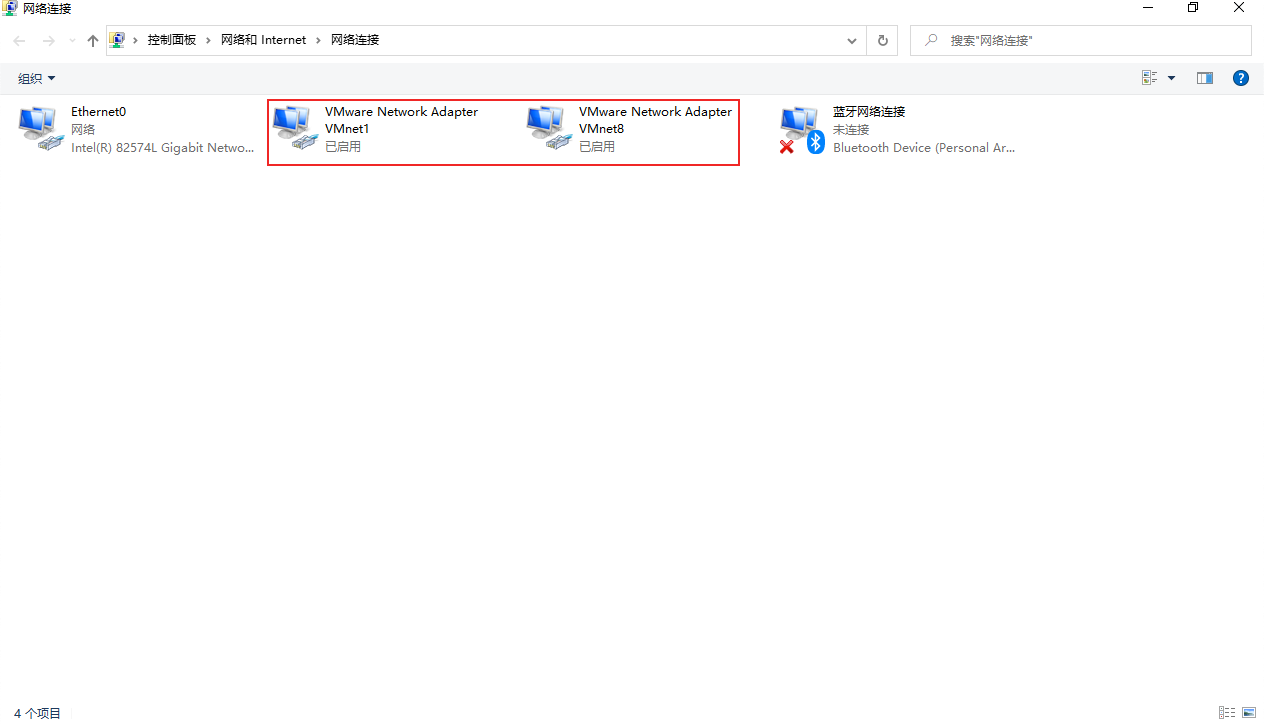 网络连接
控制面板 › 网络和 Internet › 网络连接
搜索"网络连接"
组织
Ethernet0
网络
Intel(R) 82574L Gigabit Netwo...
VMware Network Adapter
VMnet1
已启用
VMware Network Adapter
VMnet8
已启用
蓝牙网络连接
未连接
Bluetooth Device (Personal Ar...
4 个项目